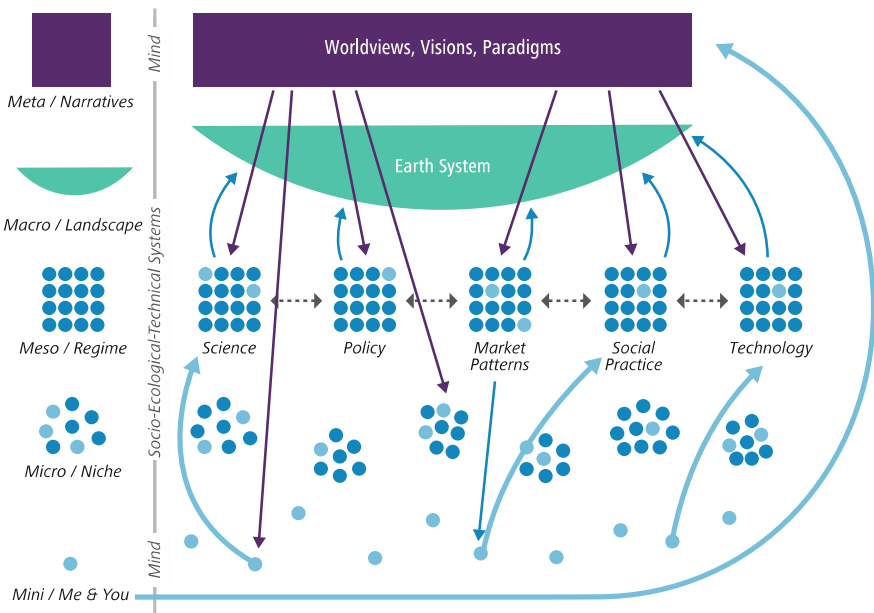 Mind
Worldviews, Visions, Paradigms
Meta / Narratives
Earth System
Macro / Landscape
Socio-Ecological-Technical Systems
Meso / Regime
Science
Policy
Market
Patterns
Social
Practice
Technology
Micro / Niche
Mind
Mini / Me & You